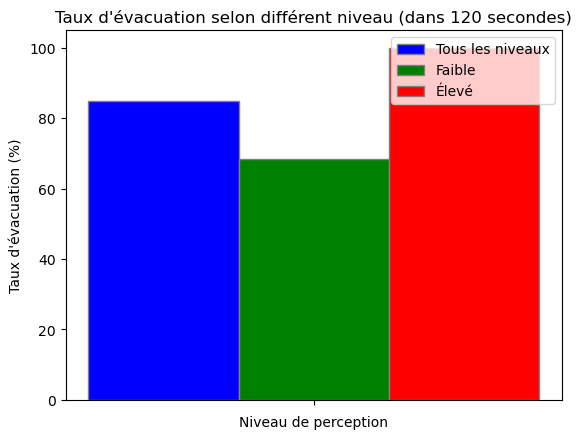 Taux d'évacuation selon différent niveau (dans 120 secondes)
Tous les niveaux
Faible
Élevé
100
80
60
40
20
0
Taux d'évacuation (%)
Niveau de perception